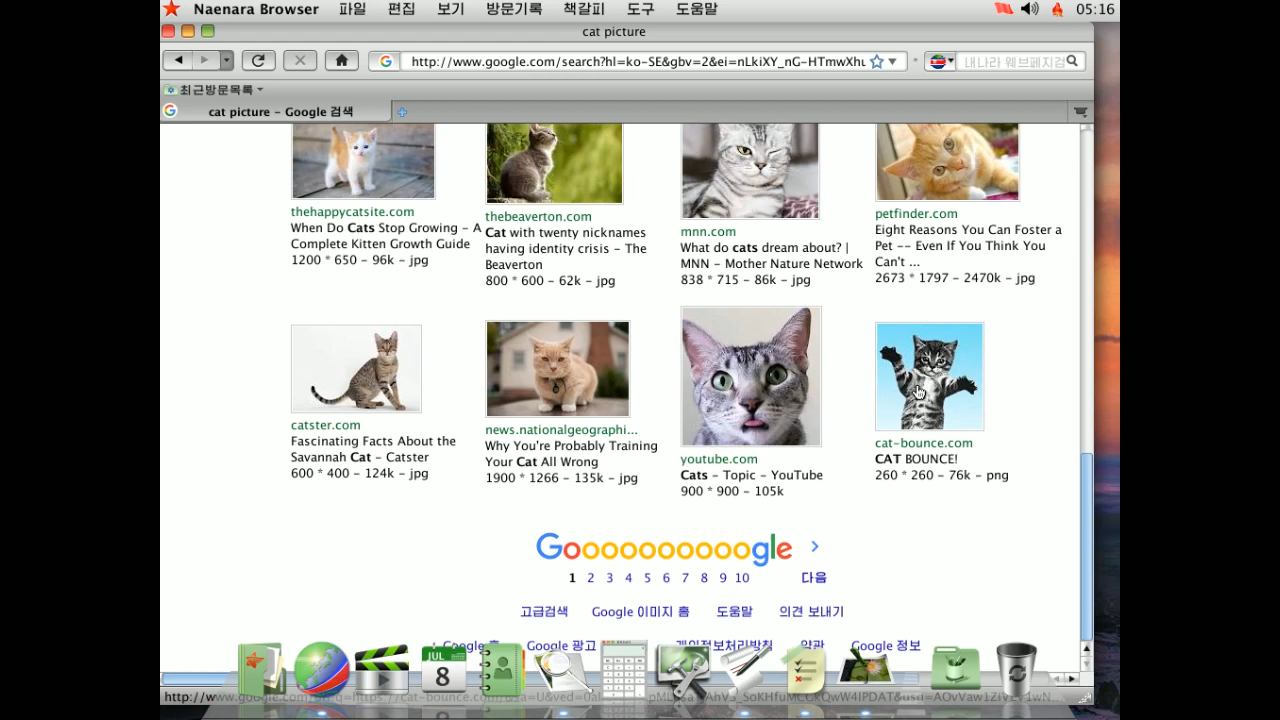 Naenara Browser 파일 편집 보기 방문기록 책갈피 도구 도움말 05:16
cat picture
http://www.google.com/search?hl=ko-SE&gbv=2&ei=nLkiXY_nG-HTmwXhu 내나라 웹브페지검
최근방문목록
cat picture - Google 검색
thehappycatsite.com
When Do Cats Stop Growing - A
Complete Kitten Growth Guide
1200 * 650 - 96k - jpg
thebeaverton.com
Cat with twenty nicknames
having identity crisis - The
Beaverton
800 * 600 - 62k - jpg
mnn.com
What do cats dream about? |
MNN - Mother Nature Network
838 * 715 - 86k - jpg
petfinder.com
Eight Reasons You Can Foster a
Pet -- Even If You Think You
Can't ...
2673 * 1797 - 2470k - jpg
catster.com
Fascinating Facts About the
Savannah Cat - Catster
600 * 400 - 124k - jpg
news.nationalgeographi...
Why You're Probably Training
Your Cat All Wrong
1900 * 1266 - 135k - jpg
youtube.com
Cats - Topic - YouTube
900 * 900 - 105k
cat-bounce.com
CAT BOUNCE!
260 * 260 - 76k - png
Goooooooooogle
1 2 3 4 5 6 7 8 9 10 다음
고급검색 Google 이미지 홈 도움말 의견 보내기
Google 홈 Google 광고 개인정보처리방침 약관 Google 정보
JUL
8